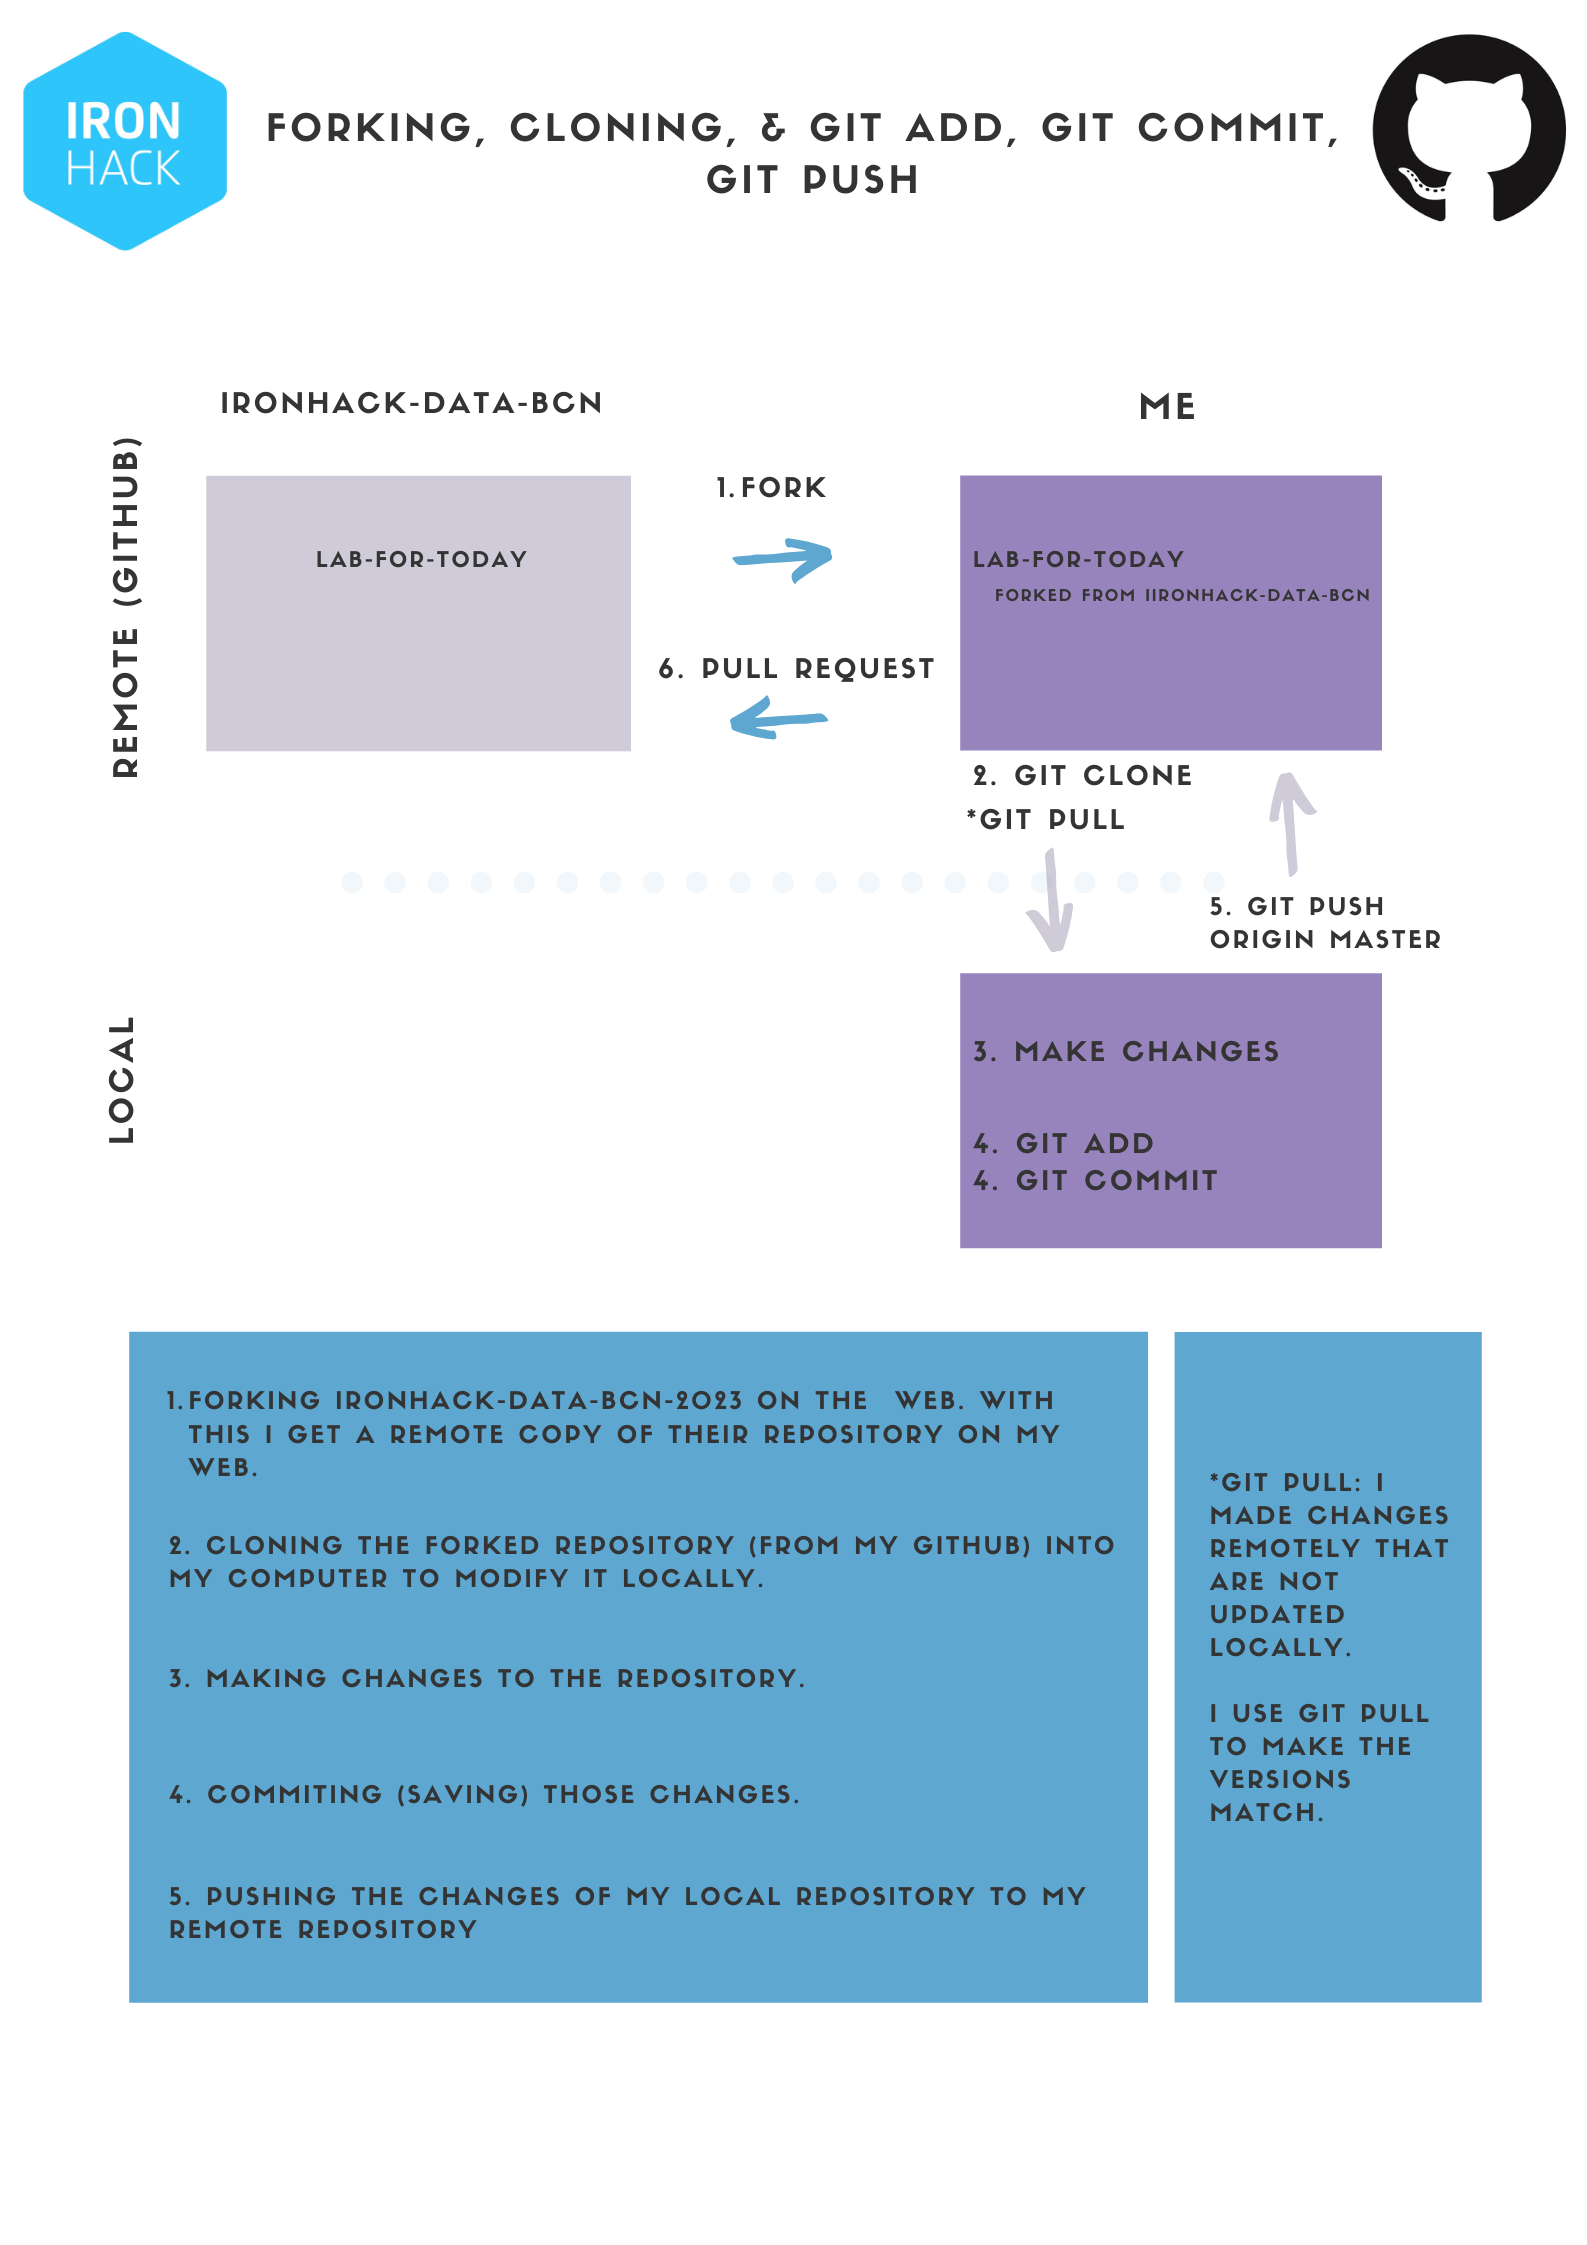 IRON
HACK
FORKING, CLONING, & GIT ADD, GIT COMMIT,
GIT PUSH
IRONHACK-DATA-BCN
ME
REMOTE (GITHUB)
1. FORK
LAB-FOR-TODAY
LAB-FOR-TODAY
FORKED FROM IIRONHACK-DATA-BCN
6. PULL REQUEST
2. GIT CLONE
*GIT PULL
5. GIT PUSH
ORIGIN MASTER
LOCAL
3. MAKE CHANGES
4. GIT ADD
4. GIT COMMIT
1. FORKING IRONHACK-DATA-BCN-2023 ON THE WEB. WITH
THIS I GET A REMOTE COPY OF THEIR REPOSITORY ON MY
WEB.
2. CLONING THE FORKED REPOSITORY (FROM MY GITHUB) INTO
MY COMPUTER TO MODIFY IT LOCALLY.
3. MAKING CHANGES TO THE REPOSITORY.
4. COMMITING (SAVING) THOSE CHANGES.
5. PUSHING THE CHANGES OF MY LOCAL REPOSITORY TO MY
REMOTE REPOSITORY
*GIT PULL: I
MADE CHANGES
REMOTELY THAT
ARE NOT
UPDATED
LOCALLY.
I USE GIT PULL
TO MAKE THE
VERSIONS
MATCH.